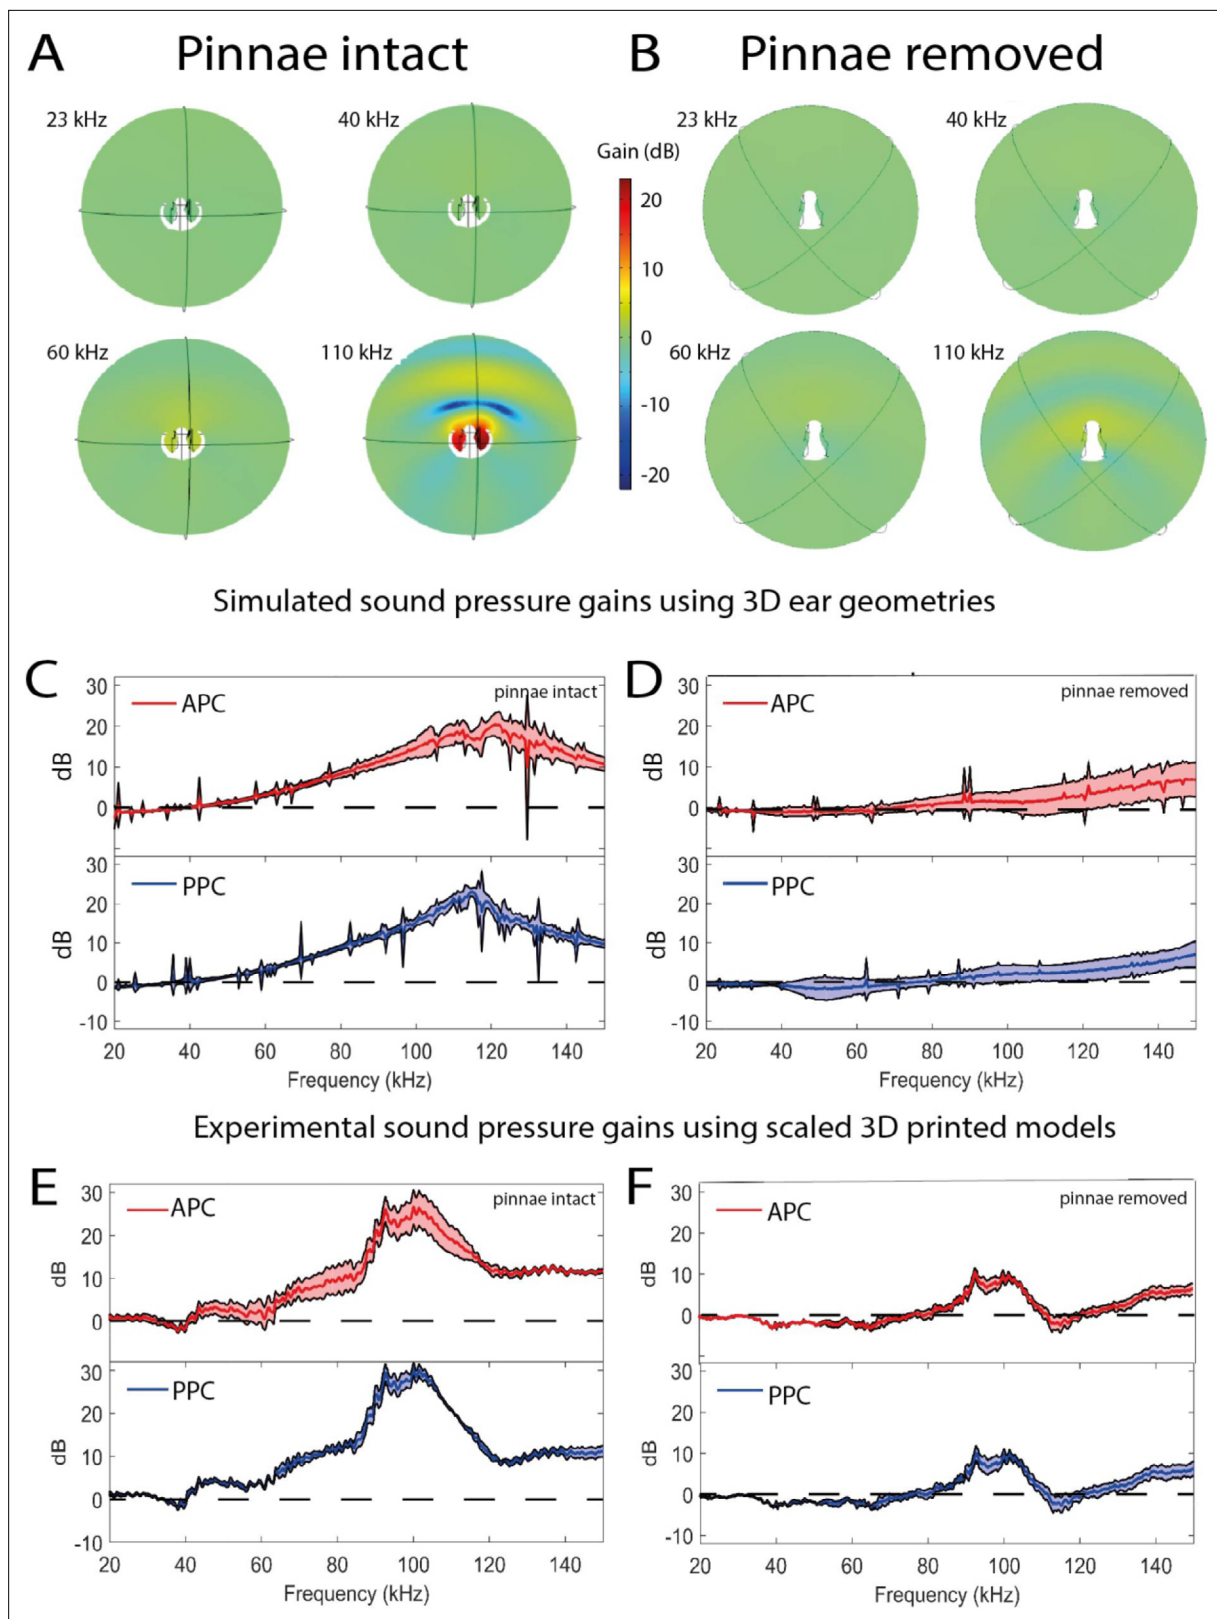 A Pinnae intact
B Pinnae removed
23 kHz
40 kHz
60 kHz
110 kHz
Gain (dB)
20
10
0
-10
-20
23 kHz
40 kHz
60 kHz
110 kHz
Simulated sound pressure gains using 3D ear geometries
C
30
20
10
0
dB
APC
pinnae intact
30
20
10
0
-10
dB
PPC
20 40 60 80 100 120 140
Frequency (kHz)
D
30
20
10
0
dB
APC
pinnae removed
30
20
10
0
-10
dB
PPC
20 40 60 80 100 120 140
Frequency (kHz)
Experimental sound pressure gains using scaled 3D printed models
E
30
20
10
0
dB
APC
pinnae intact
30
20
10
0
-10
dB
PPC
20 40 60 80 100 120 140
Frequency (kHz)
F
30
20
10
0
dB
APC
pinnae removed
30
20
10
0
-10
dB
PPC
20 40 60 80 100 120 140
Frequency (kHz)